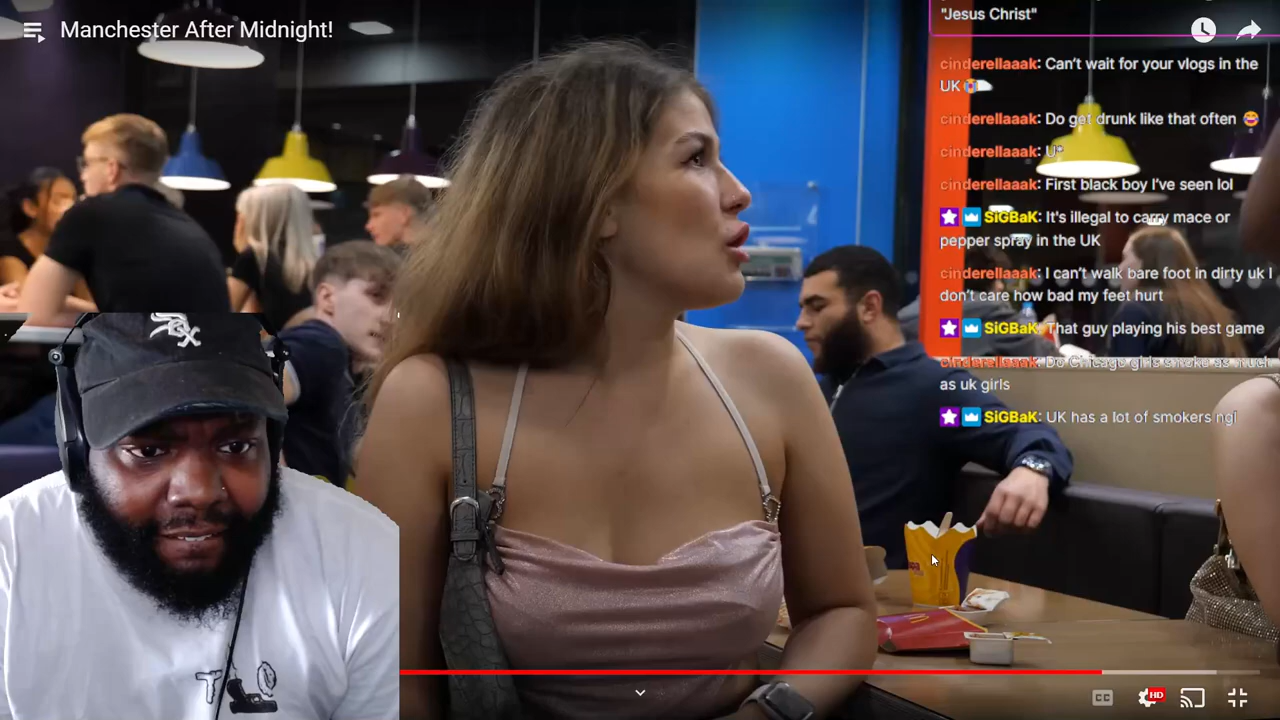 Manchester After Midnight!
"Jesus Christ"
cinderellaaak: Can't wait for your vlogs in the
UK
cinderellaaak: Do get drunk like that often
cinderellaaak: U*
cinderellaaak: First black boy I've seen lol
SiGBaK: It's illegal to carry mace or
pepper spray in the UK
cinderellaaak: I can't walk bare foot in dirty uk I
don't care how bad my feet hurt
SiGBaK: That guy playing his best game
cinderellaaak: Do Chicago girls smoke as much
as uk girls
SiGBaK: UK has a lot of smokers ngl
CC
HD